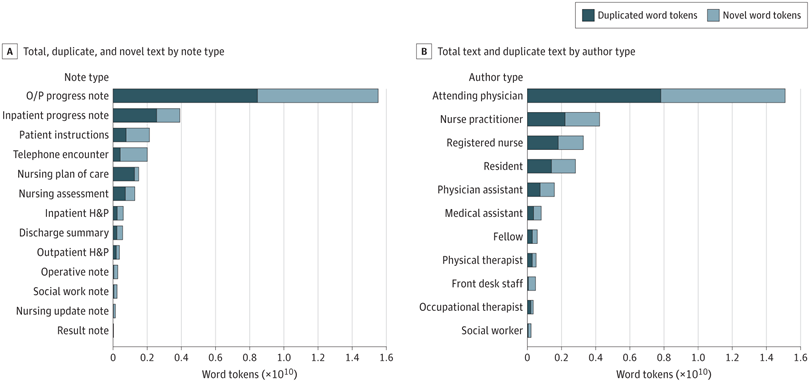 Duplicated word tokens Novel word tokens
A Total, duplicate, and novel text by note type
Note type
O/P progress note
Inpatient progress note
Patient instructions
Telephone encounter
Nursing plan of care
Nursing assessment
Inpatient H&P
Discharge summary
Outpatient H&P
Operative note
Social work note
Nursing update note
Result note
0 0.2 0.4 0.6 0.8 1.0 1.2 1.4 1.6
Word tokens (×10¹⁰)
B Total text and duplicate text by author type
Author type
Attending physician
Nurse practitioner
Registered nurse
Resident
Physician assistant
Medical assistant
Fellow
Physical therapist
Front desk staff
Occupational therapist
Social worker
0 0.2 0.4 0.6 0.8 1.0 1.2 1.4 1.6
Word tokens (×10¹⁰)